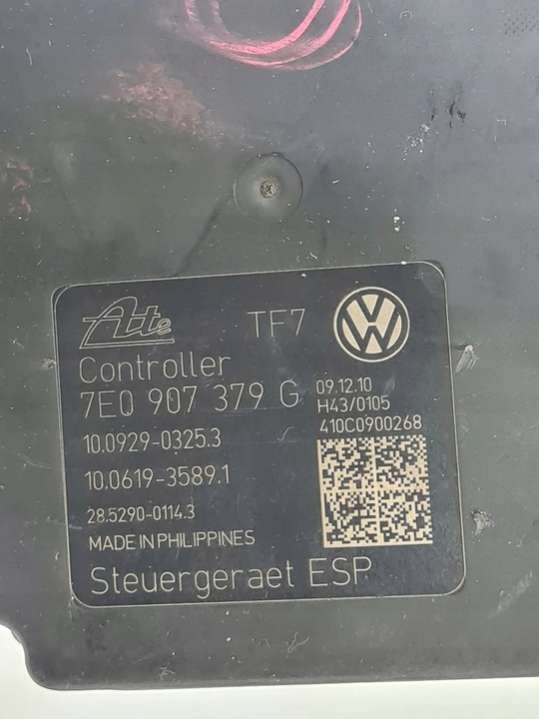 Ate TF7
Controller
7E0 907 379 G
09.12.10
H43/0105
410C0900268
10.0929-0325.3
10.0619-3589.1
28.5290-0114.3
MADE IN PHILIPPINES
Steuergeraet ESP